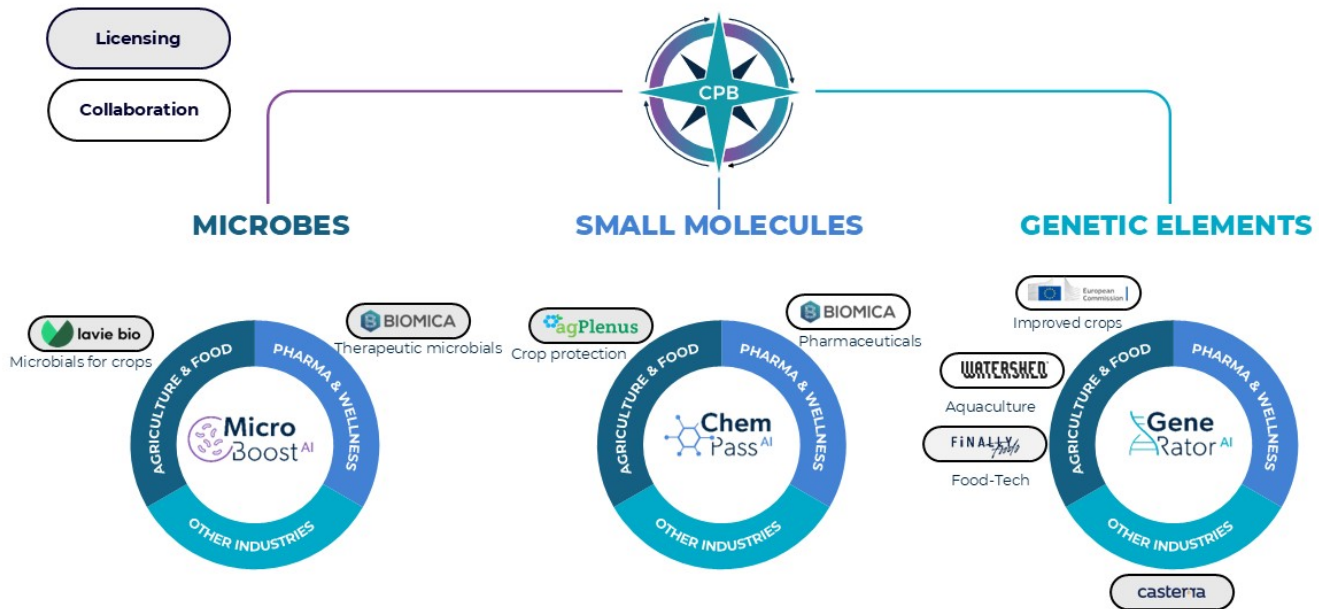 Licensing
Collaboration
CPB
MICROBES
SMALL MOLECULES
GENETIC ELEMENTS
lavie bio
Microbials for crops
BIOMICA
Therapeutic microbials
AGRICULTURE & FOOD
PHARMA & WELLNESS
OTHER INDUSTRIES
Micro
Boost AI
agPlenus
Crop protection
BIOMICA
Pharmaceuticals
AGRICULTURE & FOOD
PHARMA & WELLNESS
OTHER INDUSTRIES
Chem
Pass AI
European
Commission
Improved crops
WATERSHED
Aquaculture
FiNALLY
foods
Food-Tech
AGRICULTURE & FOOD
PHARMA & WELLNESS
OTHER INDUSTRIES
Gene
Rator AI
casterra